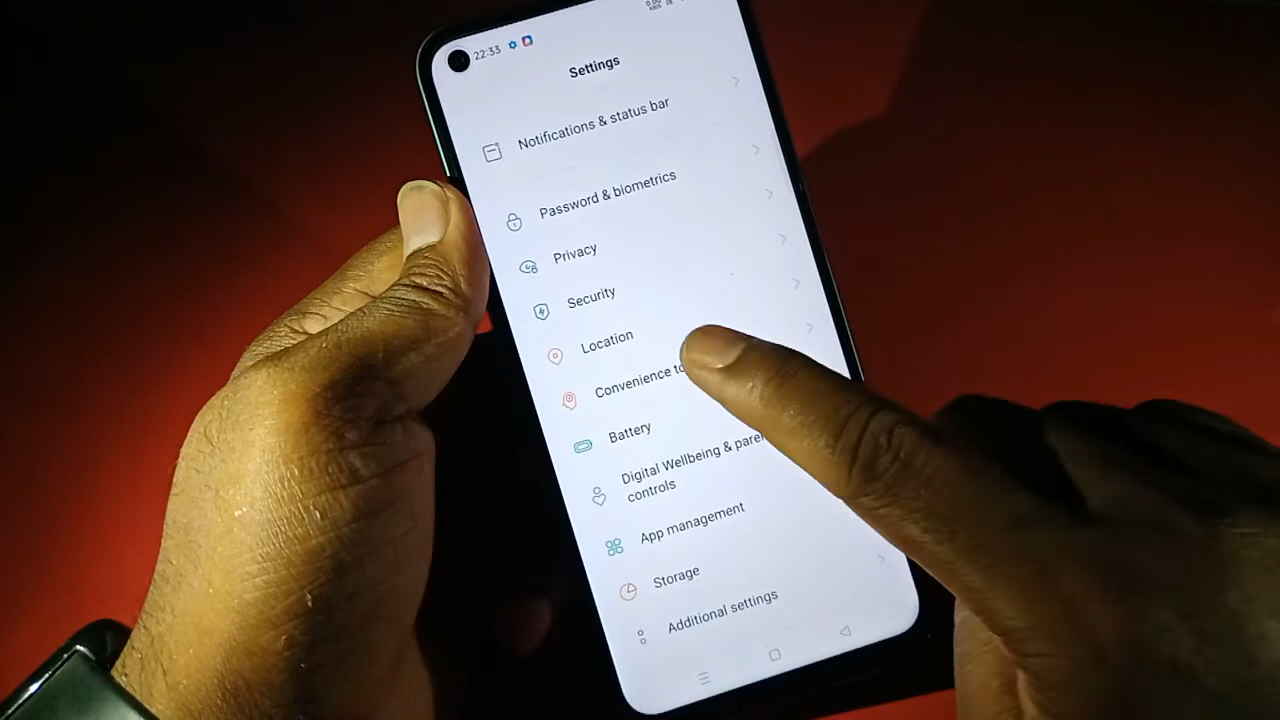 22:33
Settings
Notifications & status bar
Password & biometrics
Privacy
Security
Location
Convenience
Battery
Digital Wellbeing &
controls
App management
Storage
Additional settings